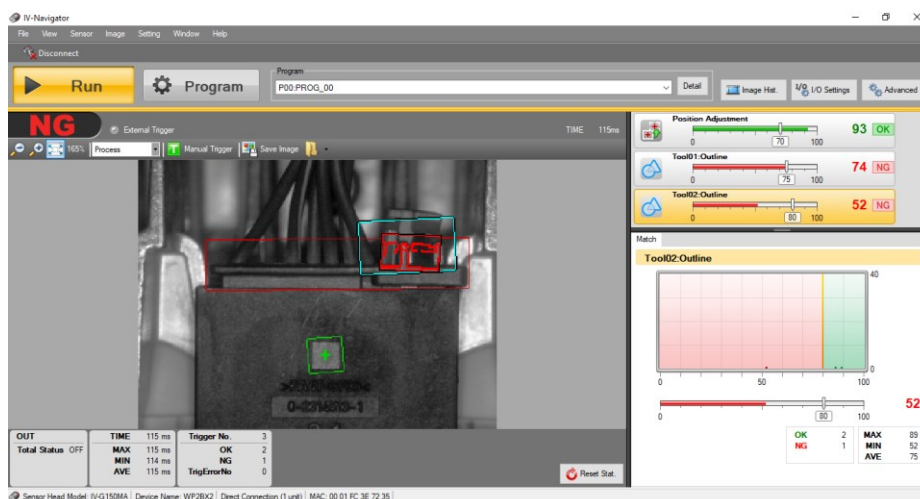 IV-Navigator
File View Sensor Image Setting Window Help
Disconnect
Run
Program
Program
P00:PROG_00
Detail
Image Hist.
I/O Settings
Advanced
NG
External Trigger
TIME 115ms
165%
Process
Manual Trigger
Save Image
Position Adjustment
0 70 100
93 OK
Tool01:Outline
0 75 100
74 NG
Tool02:Outline
0 80 100
52 NG
Match
Tool02:Outline
40
0
0 50 100
52
0 80 100
OK 2
NG 1
MAX 89
MIN 52
AVE 75
OUT
Total Status OFF
TIME 115 ms
MAX 115 ms
MIN 114 ms
AVE 115 ms
Trigger No. 3
OK 2
NG 1
TrigErrorNo 0
Reset Stat.
Sensor Head Model: IV-G150MA Device Name: WP2BX2 Direct Connection (1 unit) MAC: 00 01 FC 3E 72 35